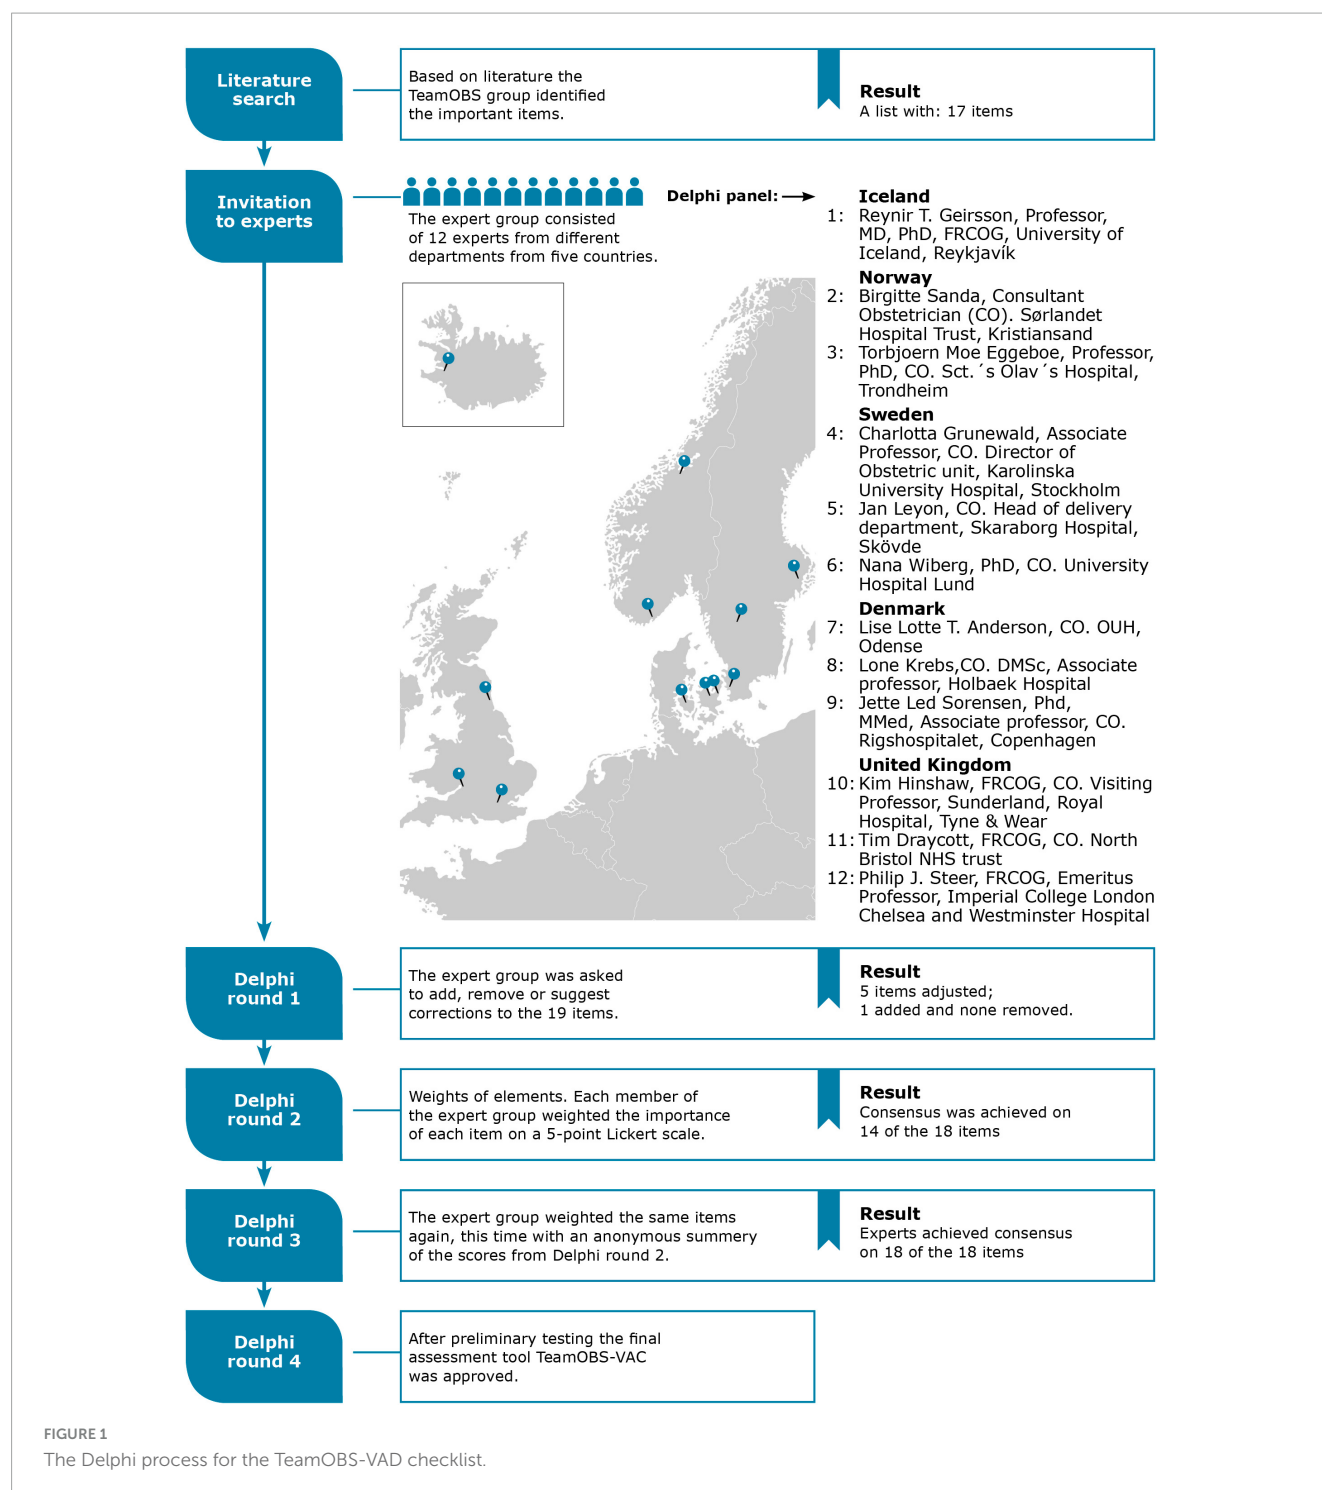 Literature
search
Based on literature the
TeamOBS group identified
the important items.
Result
A list with: 17 items
Invitation
to experts
The expert group consisted
of 12 experts from different
departments from five countries.
Delphi panel:
Iceland
1: Reynir T. Geirsson, Professor,
MD, PhD, FRCOG, University of
Iceland, Reykjavík
Norway
2: Birgitte Sanda, Consultant
Obstetrician (CO). Sørlandet
Hospital Trust, Kristiansand
3: Torbjoern Moe Eggeboe, Professor,
PhD, CO. Sct.´s Olav´s Hospital,
Trondheim
Sweden
4: Charlotta Grunewald, Associate
Professor, CO. Director of
Obstetric unit, Karolinska
University Hospital, Stockholm
5: Jan Leyon, CO. Head of delivery
department, Skaraborg Hospital,
Skövde
6: Nana Wiberg, PhD, CO. University
Hospital Lund
Denmark
7: Lise Lotte T. Anderson, CO. OUH,
Odense
8: Lone Krebs,CO. DMSc, Associate
professor, Holbaek Hospital
9: Jette Led Sorensen, Phd,
MMed, Associate professor, CO.
Rigshospitalet, Copenhagen
United Kingdom
10: Kim Hinshaw, FRCOG, CO. Visiting
Professor, Sunderland, Royal
Hospital, Tyne & Wear
11: Tim Draycott, FRCOG, CO. North
Bristol NHS trust
12: Philip J. Steer, FRCOG, Emeritus
Professor, Imperial College London
Chelsea and Westminster Hospital
Delphi
round 1
The expert group was asked
to add, remove or suggest
corrections to the 19 items.
Result
5 items adjusted;
1 added and none removed.
Delphi
round 2
Weights of elements. Each member of
the expert group weighted the importance
of each item on a 5-point Lickert scale.
Result
Consensus was achieved on
14 of the 18 items
Delphi
round 3
The expert group weighted the same items
again, this time with an anonymous summery
of the scores from Delphi round 2.
Result
Experts achieved consensus
on 18 of the 18 items
Delphi
round 4
After preliminary testing the final
assessment tool TeamOBS-VAC
was approved.
FIGURE 1
The Delphi process for the TeamOBS-VAD checklist.